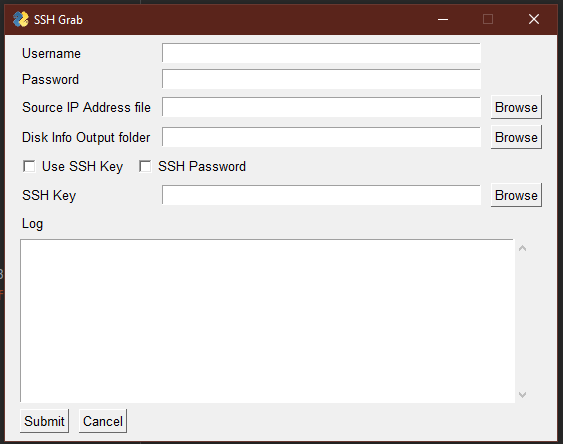 SSH Grab
Username
Password
Source IP Address file Browse
Disk Info Output folder Browse
Use SSH Key SSH Password
SSH Key Browse
Log
Submit Cancel